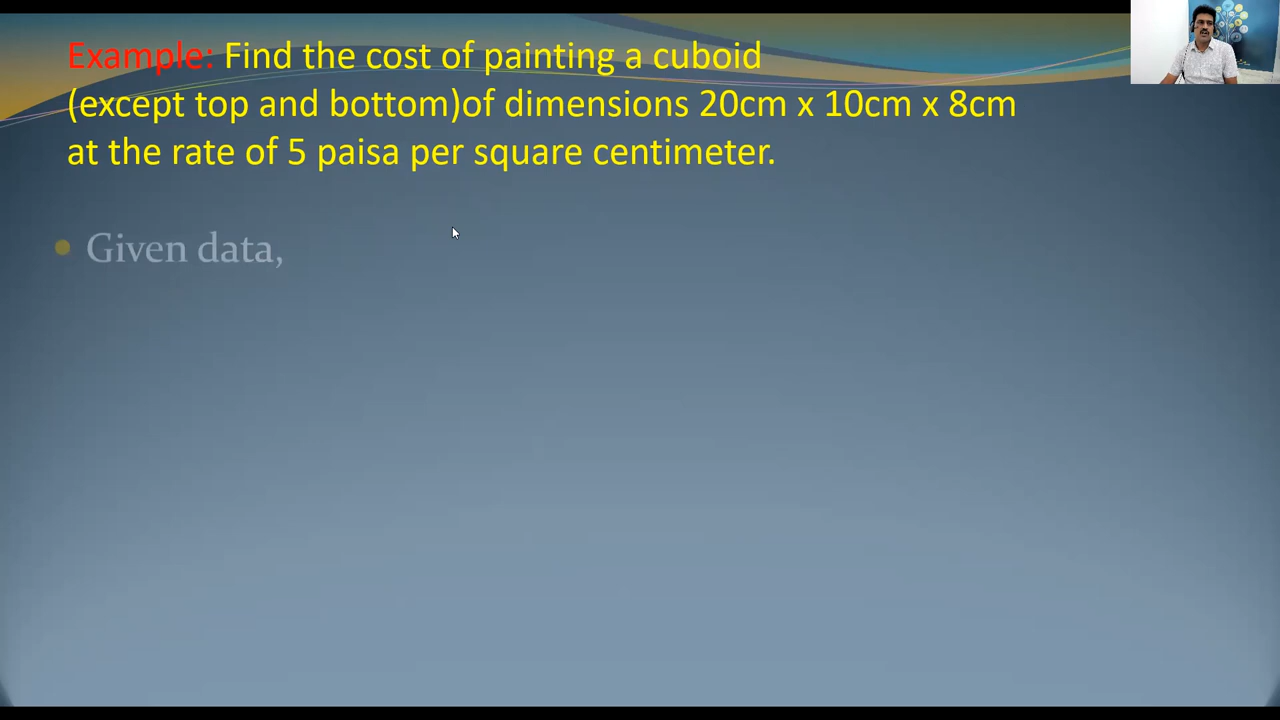 Example: Find the cost of painting a cuboid
(except top and bottom)of dimensions 20cm x 10cm x 8cm
at the rate of 5 paisa per square centimeter.
• Given data,